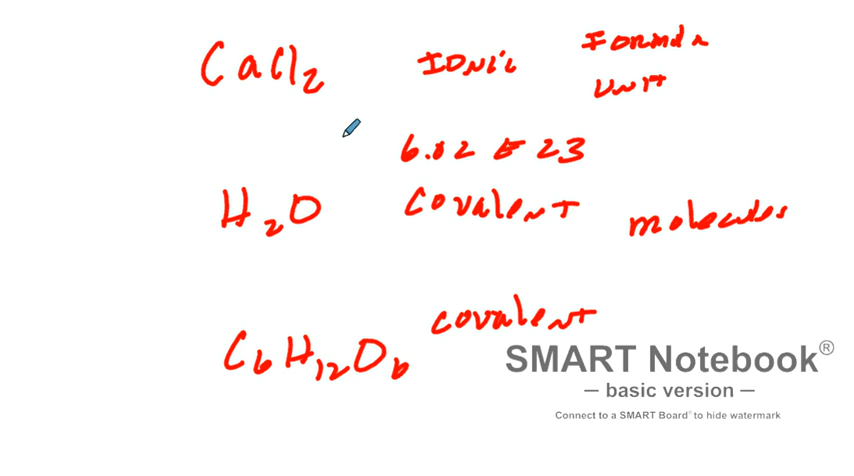 CaCl2 Ionic Formula Unit
6.02 E 23
H2O covalent molecules
covalent
C6H12O6
SMART Notebook®
— basic version —
Connect to a SMART Board® to hide watermark